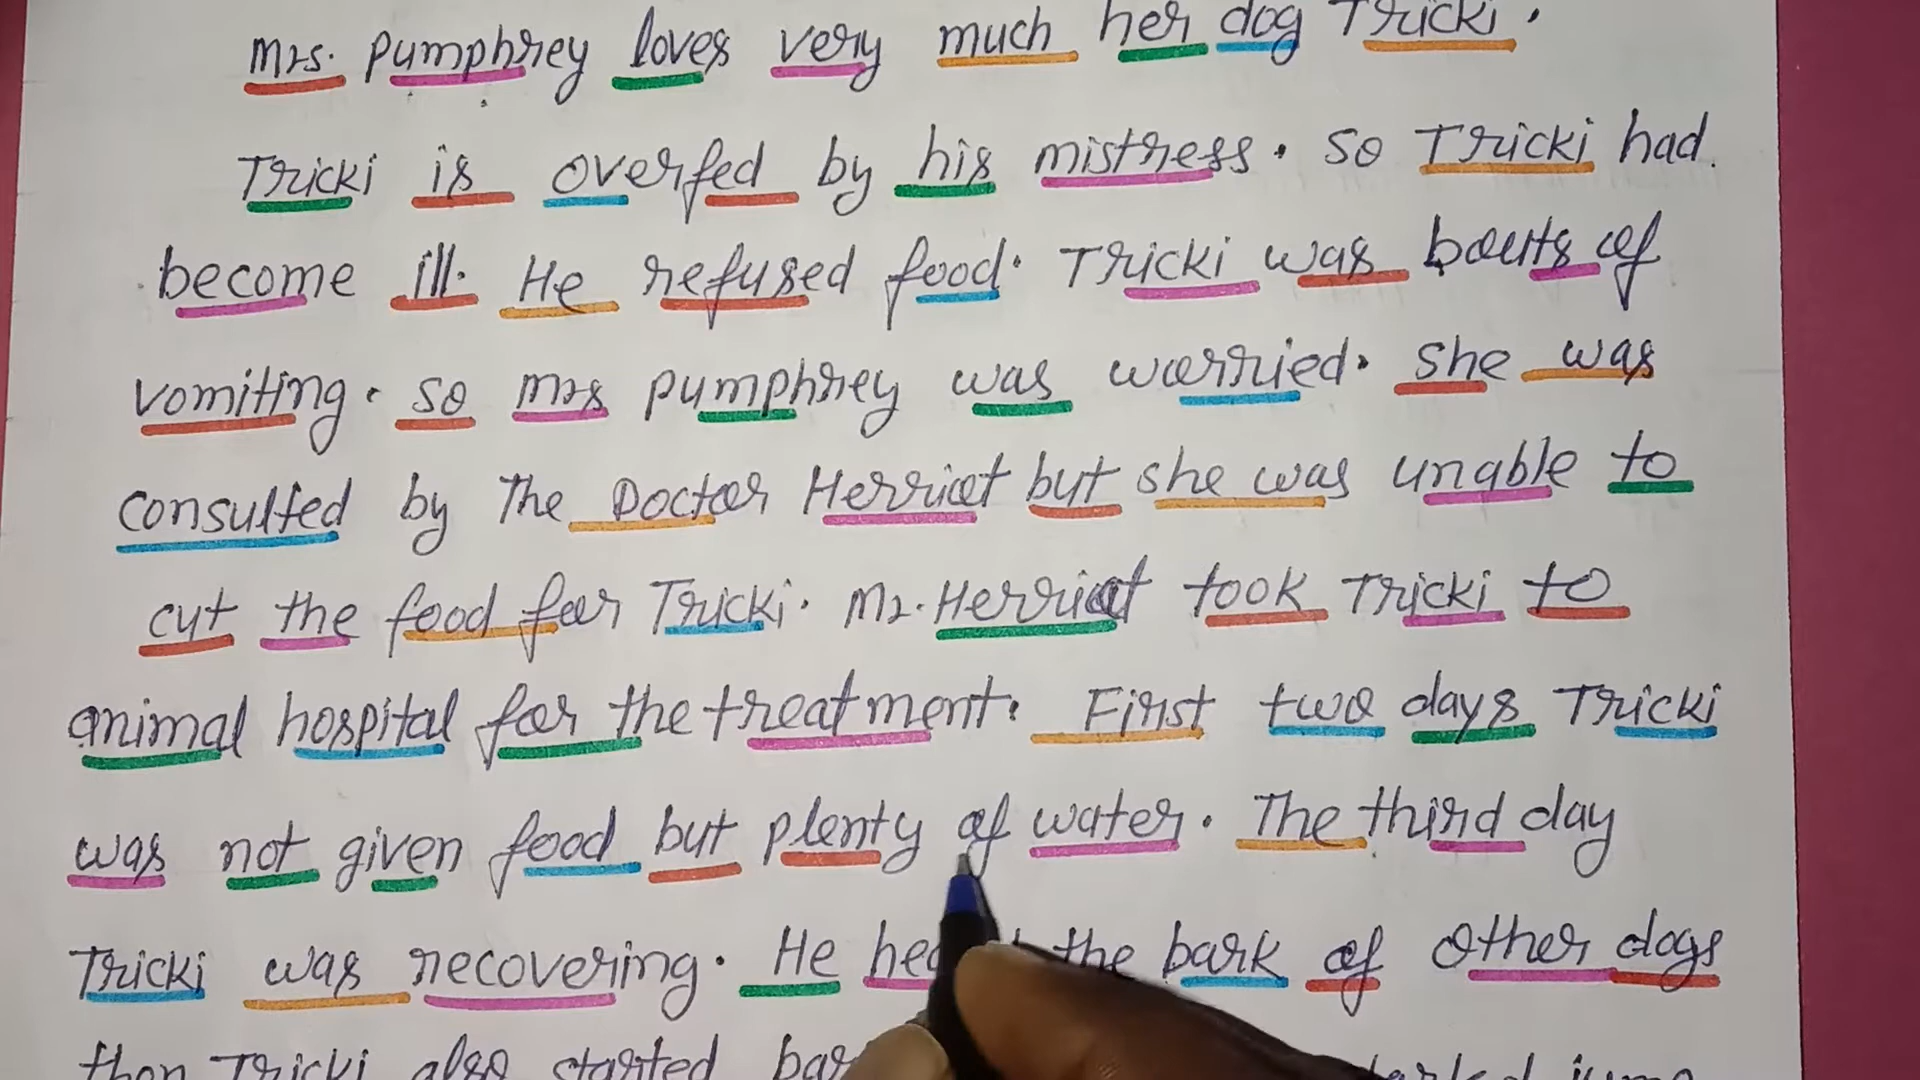 Mrs. Pumphrey loves very much her dog Tricki.
Tricki is overfed by his mistress. So Tricki had
become ill. He refused food. Tricki was bouts of
vomiting. So Mrs Pumphrey was worried. She was
consulted by The Doctor Herriot but she was unable to
cut the food for Tricki. Mr. Herriot took Tricki to
animal hospital for the treatment. First two days Tricki
was not given food but plenty of water. The third day
Tricki was recovering. He the bark of other dogs
then Tricki also started